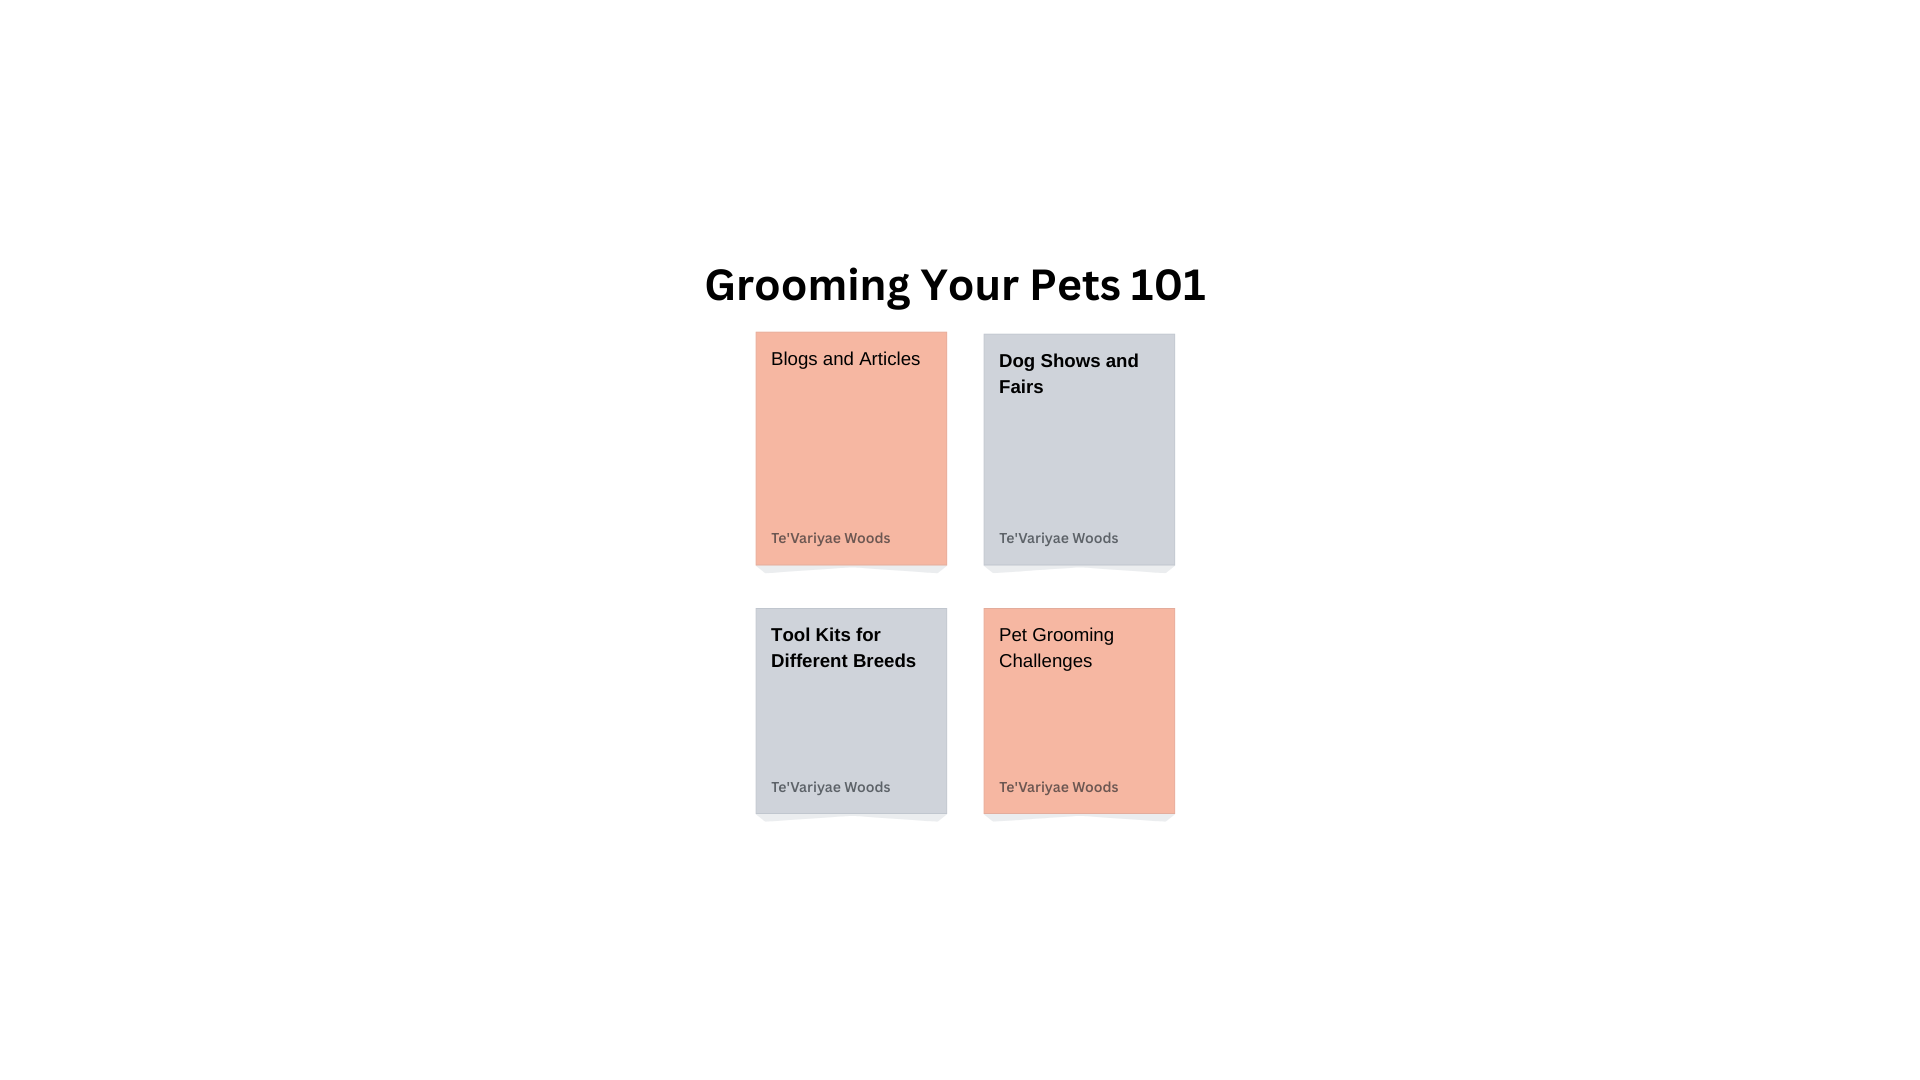 Grooming Your Pets 101
Blogs and Articles
Te'Variyae Woods
Dog Shows and
Fairs
Te'Variyae Woods
Tool Kits for
Different Breeds
Te'Variyae Woods
Pet Grooming
Challenges
Te'Variyae Woods